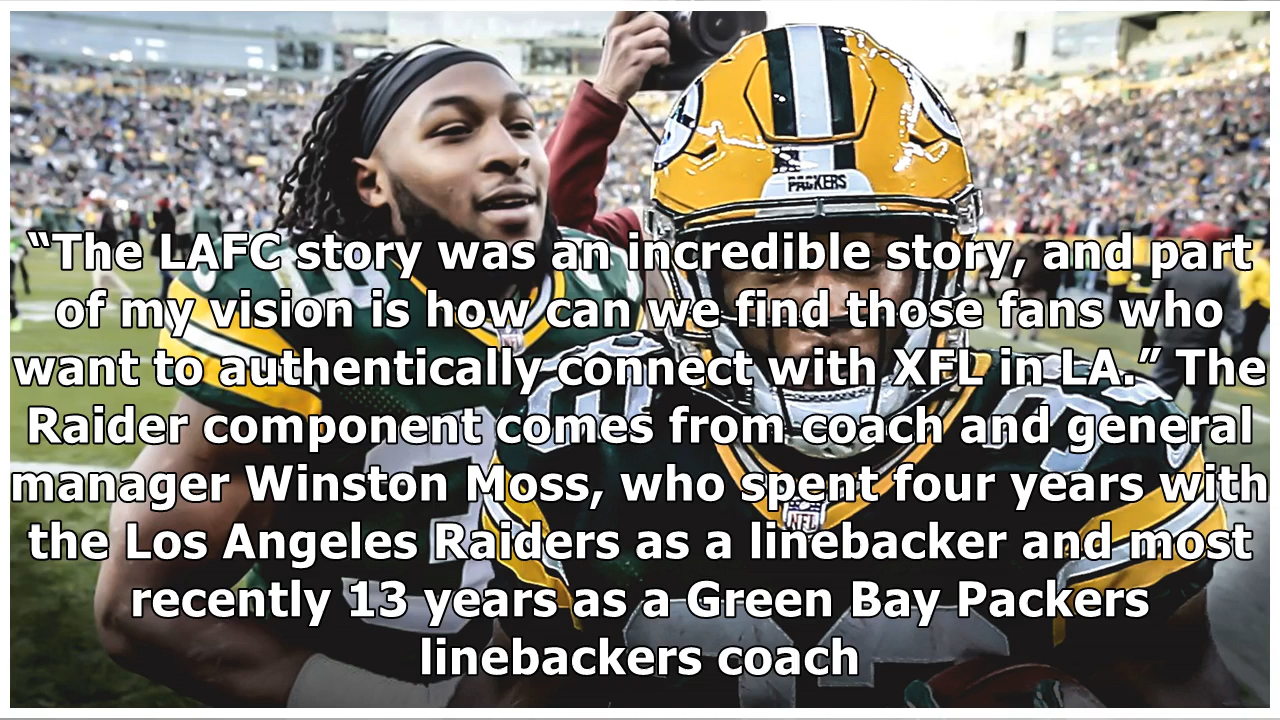 PACKERS
“The LAFC story was an incredible story, and part
of my vision is how can we find those fans who
want to authentically connect with XFL in LA.” The
Raider component comes from coach and general
manager Winston Moss, who spent four years with
the Los Angeles Raiders as a linebacker and most
recently 13 years as a Green Bay Packers
linebackers coach
NFL